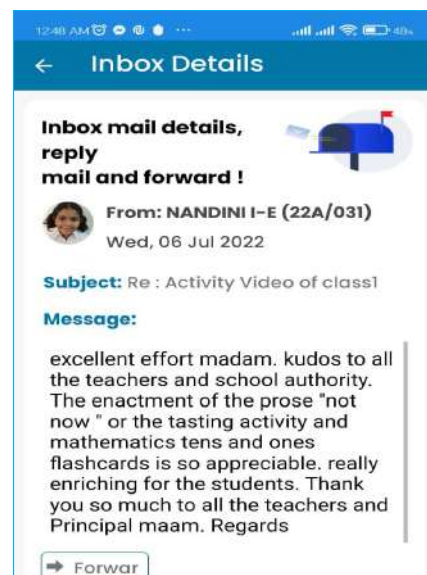 12:48 AM
48%
← Inbox Details
Inbox mail details,
reply
mail and forward !
From: NANDINI I-E (22A/031)
Wed, 06 Jul 2022
Subject: Re : Activity Video of class1
Message:
excellent effort madam. kudos to all
the teachers and school authority.
The enactment of the prose "not
now " or the tasting activity and
mathematics tens and ones
flashcards is so appreciable. really
enriching for the students. Thank
you so much to all the teachers and
Principal maam. Regards
Forwar